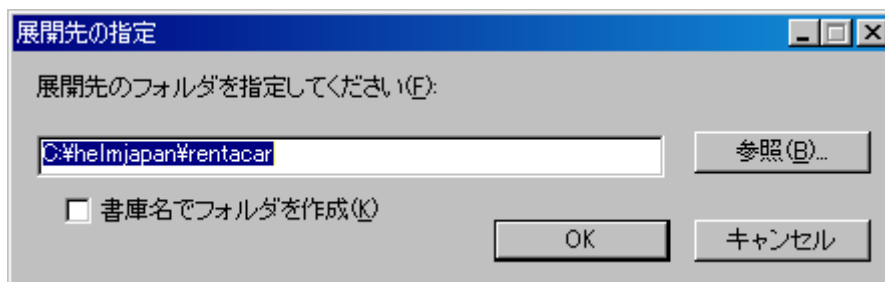 展開先の指定
展開先のフォルダを指定してください(F):
C:¥helmjapan¥rentacar
参照(B)...
書庫名でフォルダを作成(K)
OK
キャンセル